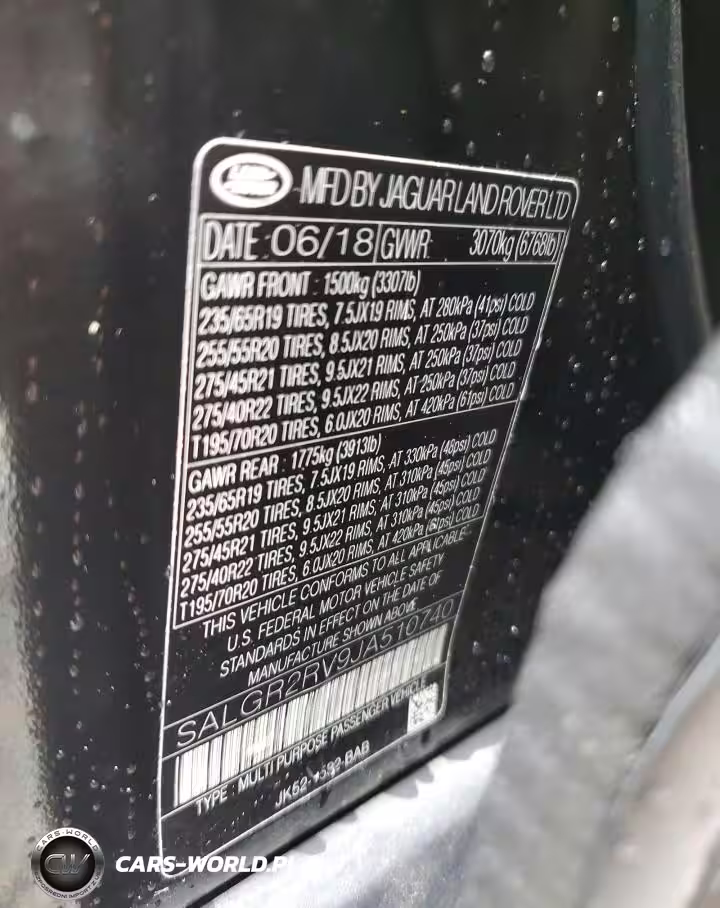 MFD BY JAGUAR LAND ROVER LTD
DATE: 06/18 GWR: 3070kg (6768lb)
GAWR FRONT : 1500kg (3307lb)
235/65R19 TIRES, 7.5JX19 RIMS, AT 280kPa (41psi) COLD
255/55R20 TIRES, 8.5JX20 RIMS, AT 250kPa (37psi) COLD
275/45R21 TIRES, 9.5JX21 RIMS, AT 250kPa (37psi) COLD
275/40R22 TIRES, 9.5JX22 RIMS, AT 250kPa (37psi) COLD
T195/70R20 TIRES, 6.0JX20 RIMS, AT 420kPa (61psi) COLD
GAWR REAR : 1775kg (3913lb)
235/65R19 TIRES, 7.5JX19 RIMS, AT 330kPa (48psi) COLD
255/55R20 TIRES, 8.5JX20 RIMS, AT 310kPa (45psi) COLD
275/45R21 TIRES, 9.5JX21 RIMS, AT 310kPa (45psi) COLD
275/40R22 TIRES, 9.5JX22 RIMS, AT 310kPa (45psi) COLD
T195/70R20 TIRES, 6.0JX20 RIMS, AT 420kPa (61psi) COLD
THIS VEHICLE CONFORMS TO ALL APPLICABLE
U.S. FEDERAL MOTOR VEHICLE SAFETY
STANDARDS IN EFFECT ON THE DATE OF
MANUFACTURE SHOWN ABOVE
SALGR2RV9JA510740
TYPE : MULTI PURPOSE PASSENGER VEHICLE
CARS-WORLD
CW
CARS-WORLD.P